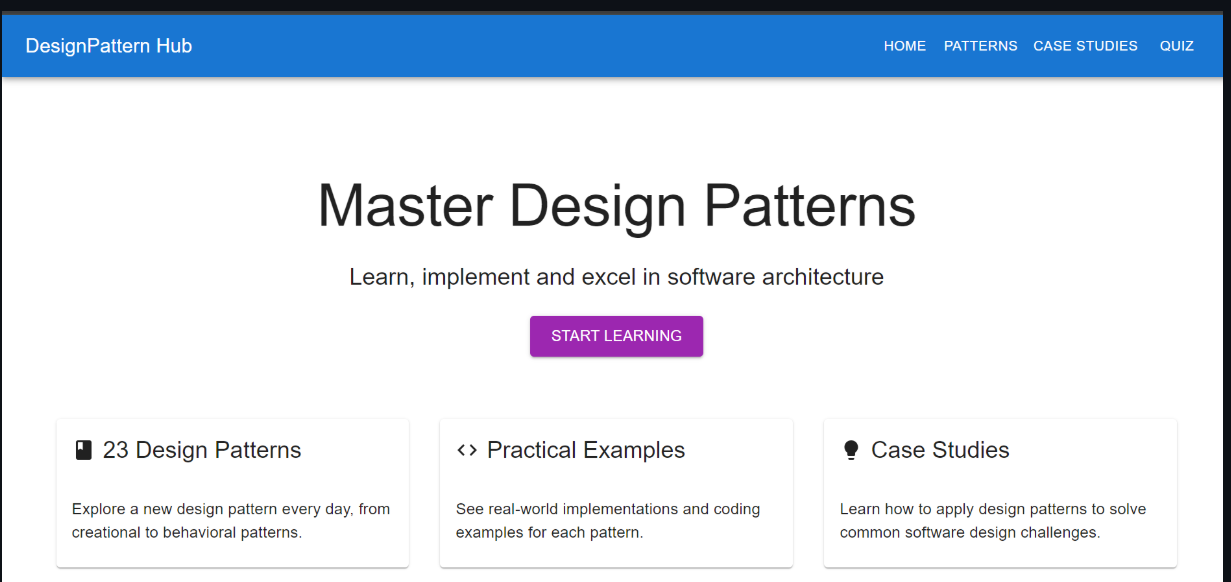 DesignPattern Hub
HOME PATTERNS CASE STUDIES QUIZ
Master Design Patterns
Learn, implement and excel in software architecture
START LEARNING
23 Design Patterns
Explore a new design pattern every day, from
creational to behavioral patterns.
Practical Examples
See real-world implementations and coding
examples for each pattern.
Case Studies
Learn how to apply design patterns to solve
common software design challenges.